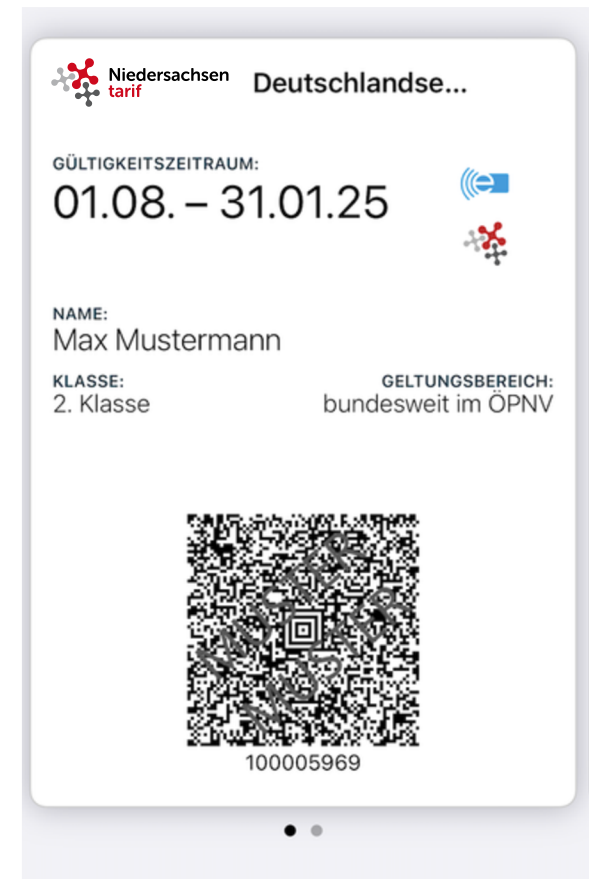 Niedersachsen
tarif
Deutschlandse...
GÜLTIGKEITSZEITRAUM:
01.08. – 31.01.25
NAME:
Max Mustermann
KLASSE:
2. Klasse
GELTUNGSBEREICH:
bundesweit im ÖPNV
MUSTER
MUSTER
100005969